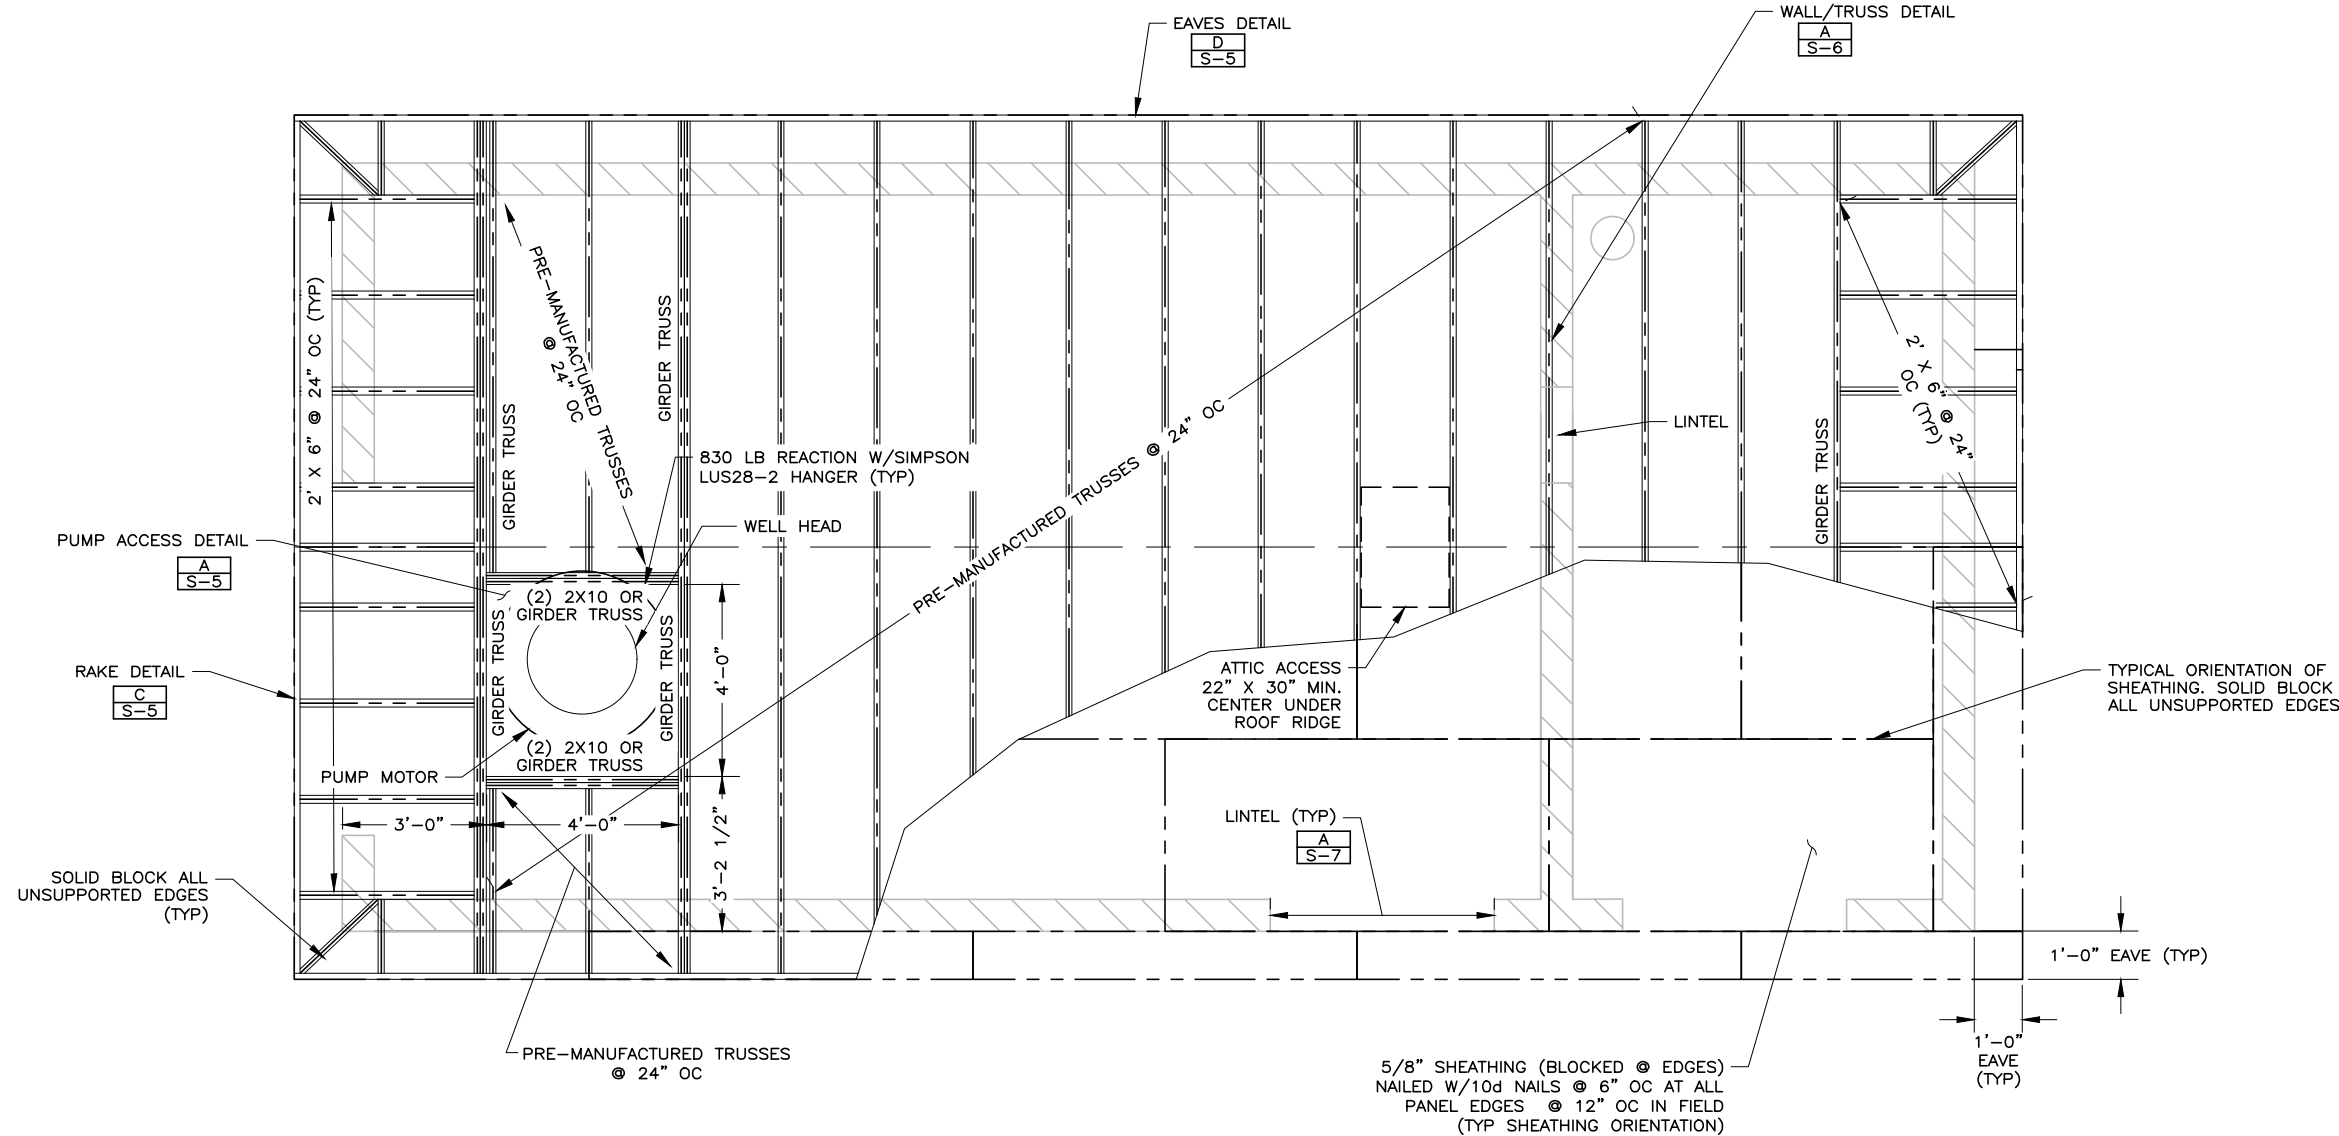 EAVES DETAIL
D
S-5
WALL/TRUSS DETAIL
A
S-6
2' X 6" @ 24" OC (TYP)
PRE-MANUFACTURED TRUSSES
@ 24" OC
GIRDER TRUSS
GIRDER TRUSS
830 LB REACTION W/SIMPSON
LUS28-2 HANGER (TYP)
WELL HEAD
PRE-MANUFACTURED TRUSSES @ 24" OC
LINTEL
GIRDER TRUSS
2' X 6" @ 24"
OC (TYP)
PUMP ACCESS DETAIL
A
S-5
(2) 2X10 OR
GIRDER TRUSS
GIRDER TRUSS
GIRDER TRUSS
4'-0"
RAKE DETAIL
C
S-5
(2) 2X10 OR
GIRDER TRUSS
PUMP MOTOR
ATTIC ACCESS
22" X 30" MIN.
CENTER UNDER
ROOF RIDGE
TYPICAL ORIENTATION OF
SHEATHING. SOLID BLOCK
ALL UNSUPPORTED EDGES
3'-0"
4'-0"
3'-2 1/2"
LINTEL (TYP)
A
S-7
SOLID BLOCK ALL
UNSUPPORTED EDGES
(TYP)
1'-0" EAVE (TYP)
1'-0"
EAVE
(TYP)
PRE-MANUFACTURED TRUSSES
@ 24" OC
5/8" SHEATHING (BLOCKED @ EDGES)
NAILED W/10d NAILS @ 6" OC AT ALL
PANEL EDGES @ 12" OC IN FIELD
(TYP SHEATHING ORIENTATION)